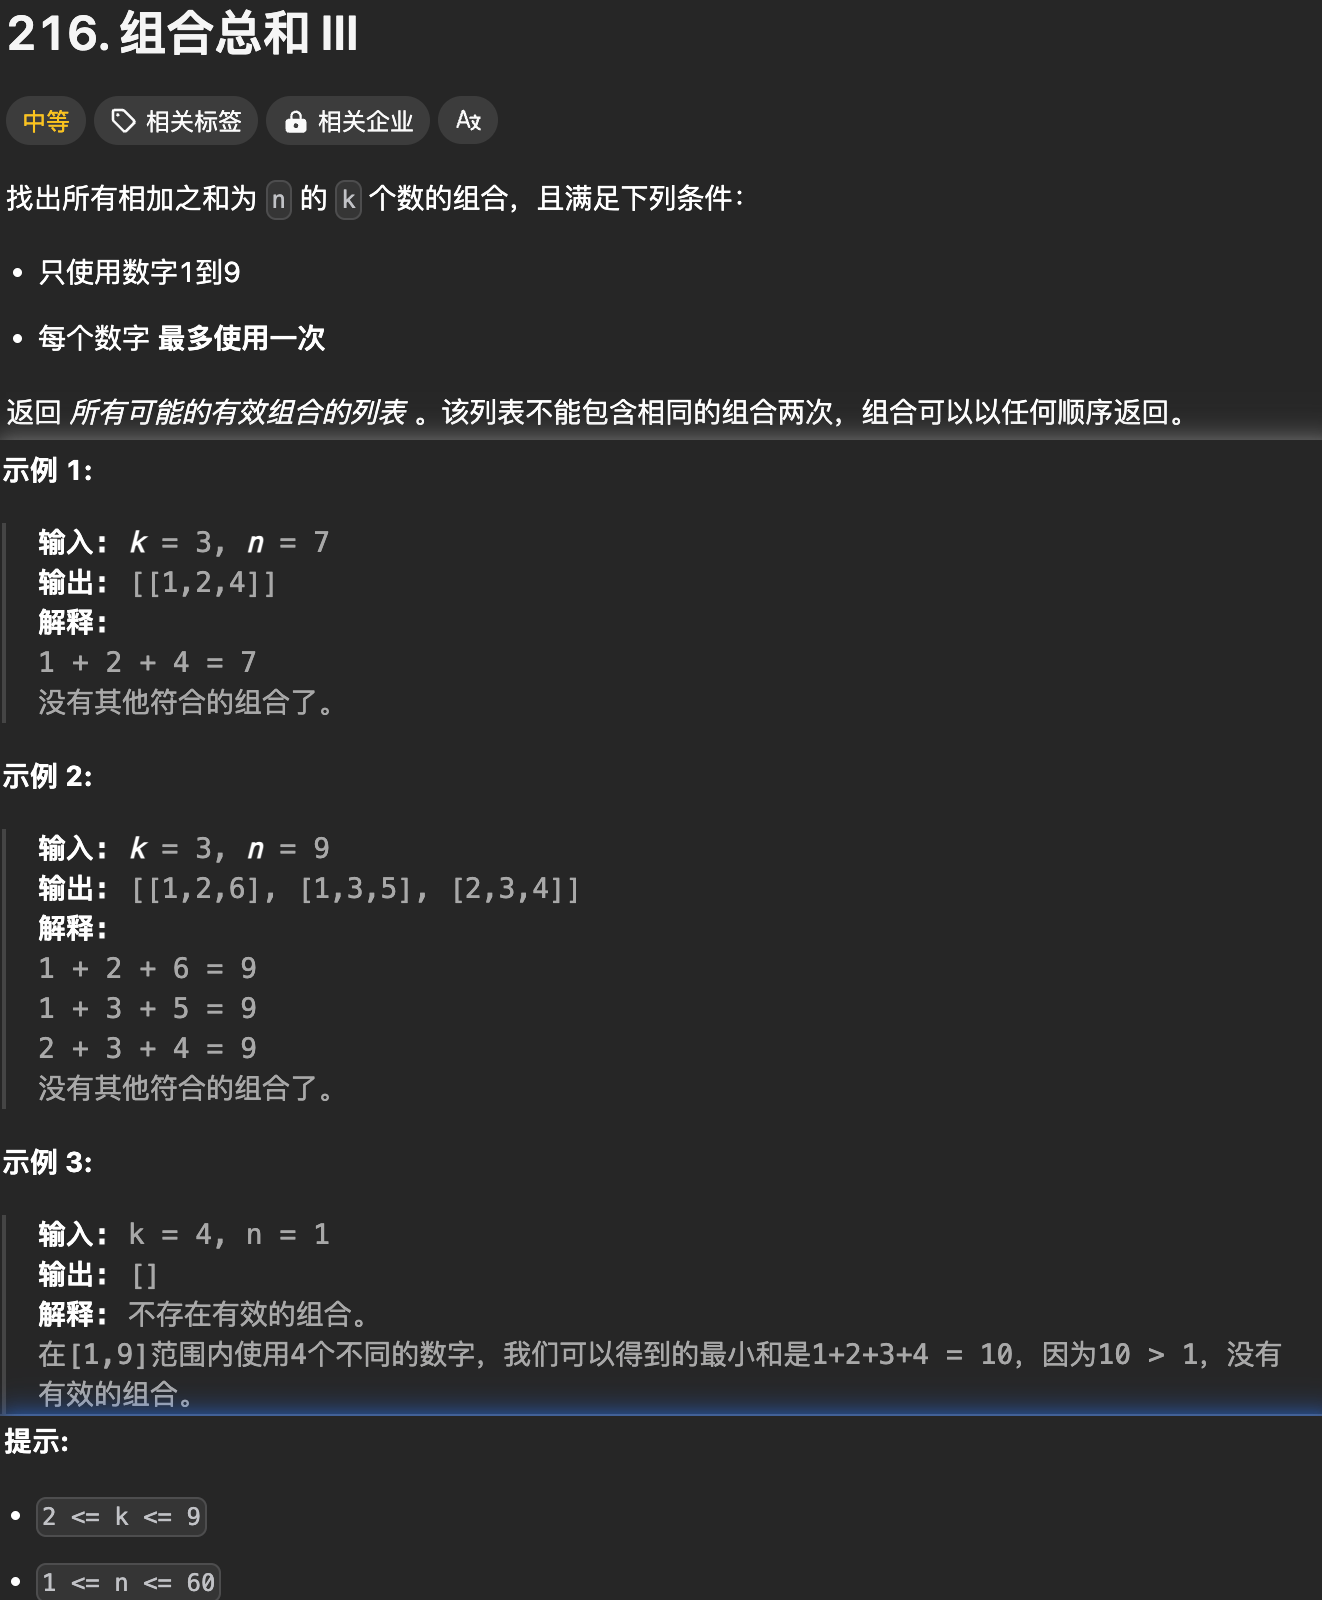 216. 组合总和 III
中等 相关标签 相关企业
找出所有相加之和为 n 的 k 个数的组合，且满足下列条件：
• 只使用数字1到9
• 每个数字 最多使用一次
返回 所有可能的有效组合的列表 。该列表不能包含相同的组合两次，组合可以以任何顺序返回。
示例 1:
输入: k = 3, n = 7
输出: [[1,2,4]]
解释:
1 + 2 + 4 = 7
没有其他符合的组合了。
示例 2:
输入: k = 3, n = 9
输出: [[1,2,6], [1,3,5], [2,3,4]]
解释:
1 + 2 + 6 = 9
1 + 3 + 5 = 9
2 + 3 + 4 = 9
没有其他符合的组合了。
示例 3:
输入: k = 4, n = 1
输出: []
解释: 不存在有效的组合。
在[1,9]范围内使用4个不同的数字，我们可以得到的最小和是1+2+3+4 = 10，因为10 > 1，没有
有效的组合。
提示:
• 2 <= k <= 9
• 1 <= n <= 60